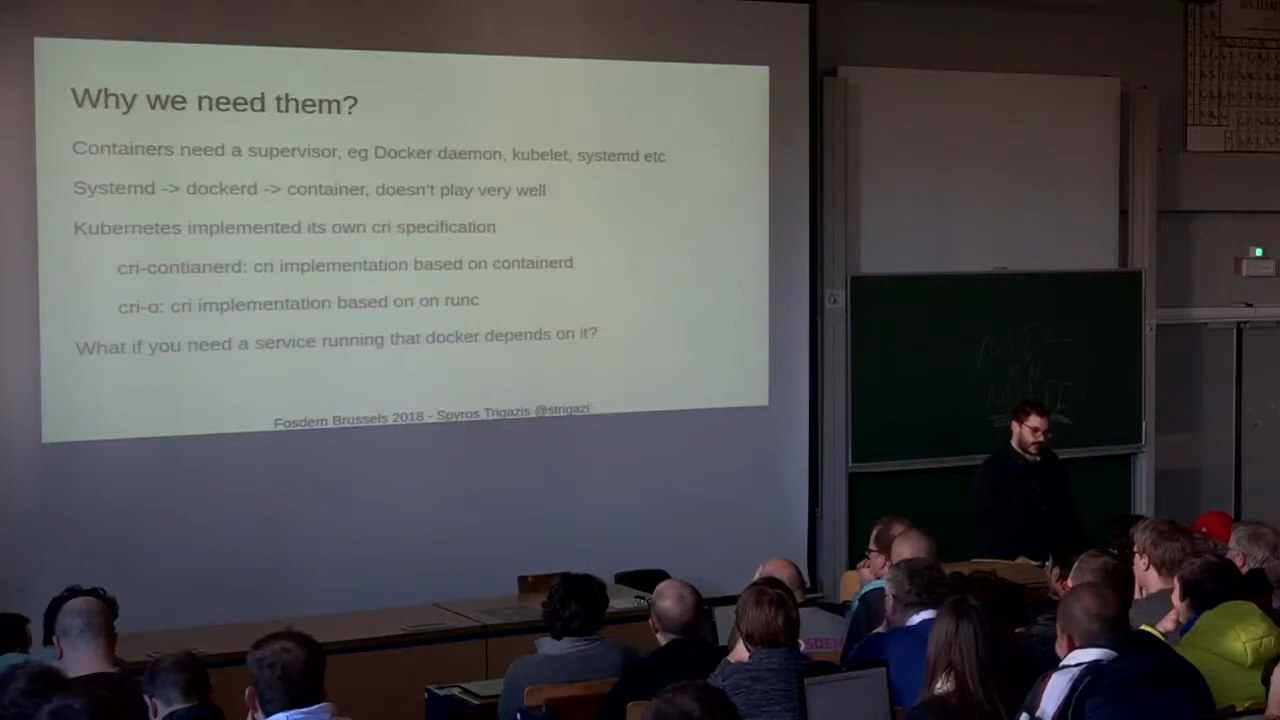 Why we need them?
Containers need a supervisor, eg Docker daemon, kubelet, systemd etc
Systemd -> dockerd -> container, doesn't play very well
Kubernetes implemented its own cri specification
cri-contianerd: cri implementation based on containerd
cri-o: cri implementation based on on runc
What if you need a service running that docker depends on it?
Fosdem Brussels 2018 - Spyros Trigazis @strigazi